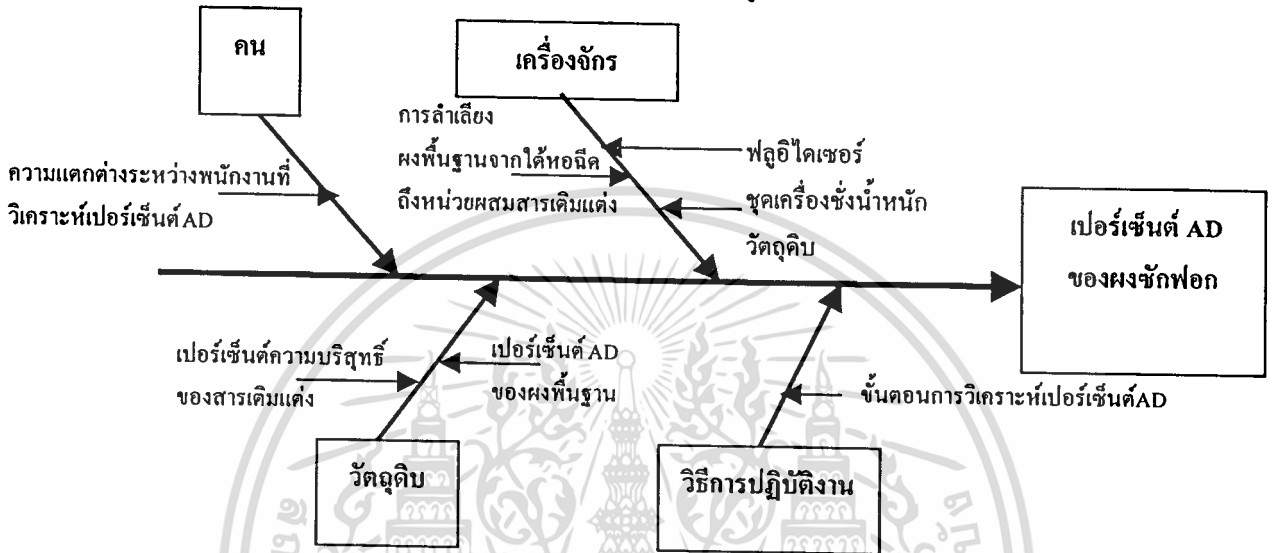 คน
เครื่องจักร
การลำเลียง
ผงพื้นฐานจากใต้หอฉีด
ถึงหน่วยผสมสารเติมแต่ง
ฟลูอิไดเซอร์
ชุดเครื่องชั่งน้ำหนัก
วัตถุดิบ
ความแตกต่างระหว่างพนักงานที่
วิเคราะห์เปอร์เซ็นต์AD
เปอร์เซ็นต์ AD
ของผงซักฟอก
เปอร์เซ็นต์ความบริสุทธิ์
ของสารเติมแต่ง
เปอร์เซ็นต์ AD
ของผงพื้นฐาน
ขั้นตอนการวิเคราะห์เปอร์เซ็นต์AD
วัตถุดิบ
วิธีการปฏิบัติงาน